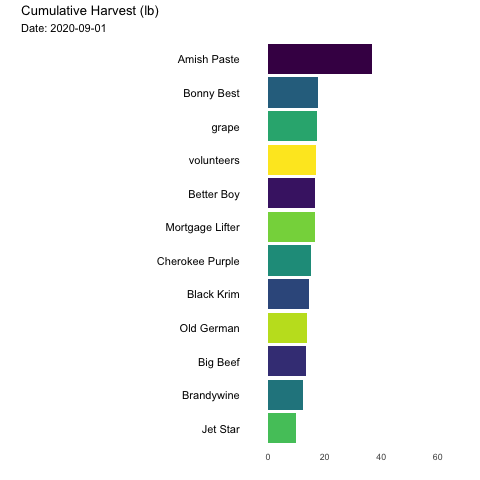 Cumulative Harvest (lb)
Date: 2020-09-01
Amish Paste
Bonny Best
grape
volunteers
Better Boy
Mortgage Lifter
Cherokee Purple
Black Krim
Old German
Big Beef
Brandywine
Jet Star
0 20 40 60